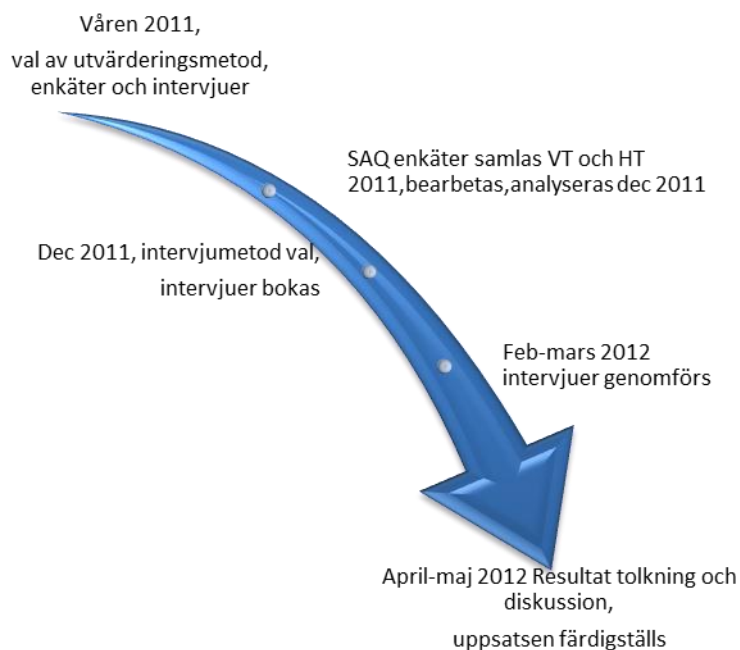 Våren 2011,
val av utvärderingsmetod,
enkäter och intervjuer
SAQ enkäter samlas VT och HT
2011,bearbetas,analyseras dec 2011
Dec 2011, intervjumetod val,
intervjuer bokas
Feb-mars 2012
intervjuer genomförs
April-maj 2012 Resultat tolkning och
diskussion,
uppsatsen färdigställs